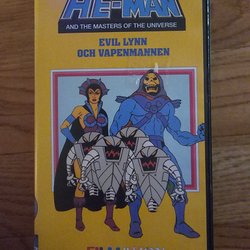 HE-MAN
AND THE MASTERS OF THE UNIVERSE
EVIL LYNN
OCH VAPENMANNEN